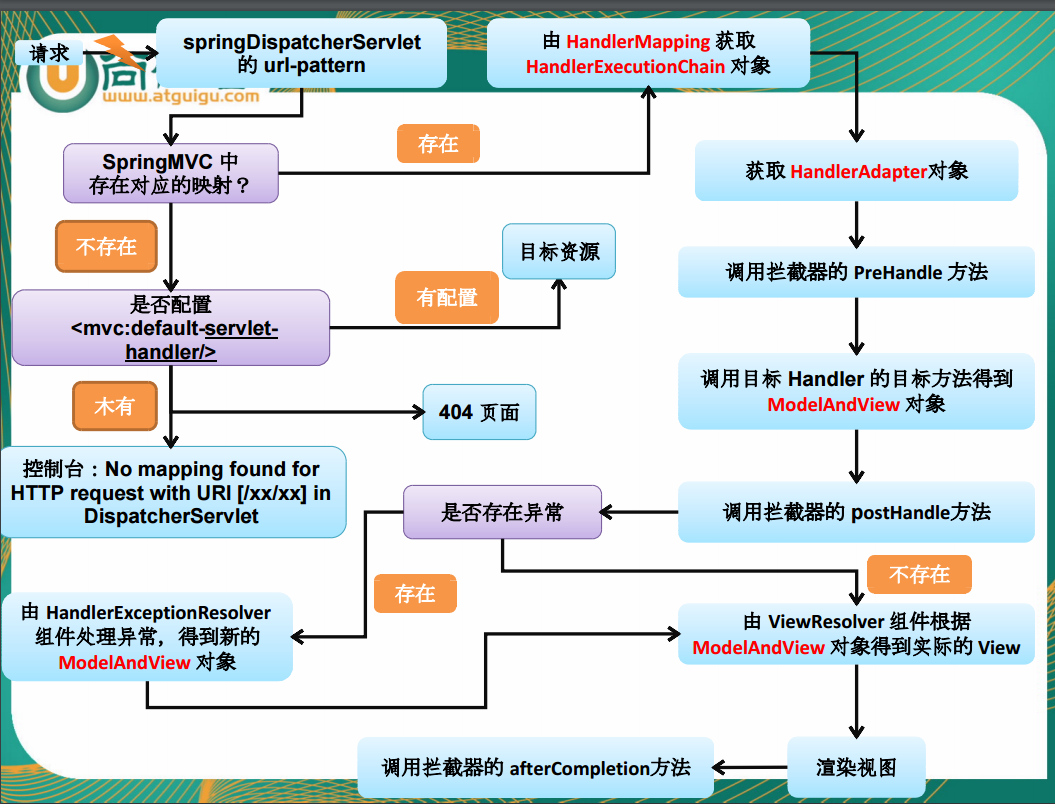 请求
springDispatcherServlet
的 url-pattern
由 HandlerMapping 获取
HandlerExecutionChain 对象
www.atguigu.com
SpringMVC 中
存在对应的映射？
存在
获取 HandlerAdapter对象
不存在
目标资源
调用拦截器的 PreHandle 方法
是否配置
<mvc:default-servlet-
handler/>
有配置
调用目标 Handler 的目标方法得到
ModelAndView 对象
木有
404 页面
控制台：No mapping found for
HTTP request with URI [/xx/xx] in
DispatcherServlet
是否存在异常
调用拦截器的 postHandle方法
存在
不存在
由 HandlerExceptionResolver
组件处理异常，得到新的
ModelAndView 对象
由 ViewResolver 组件根据
ModelAndView 对象得到实际的 View
调用拦截器的 afterCompletion方法
渲染视图